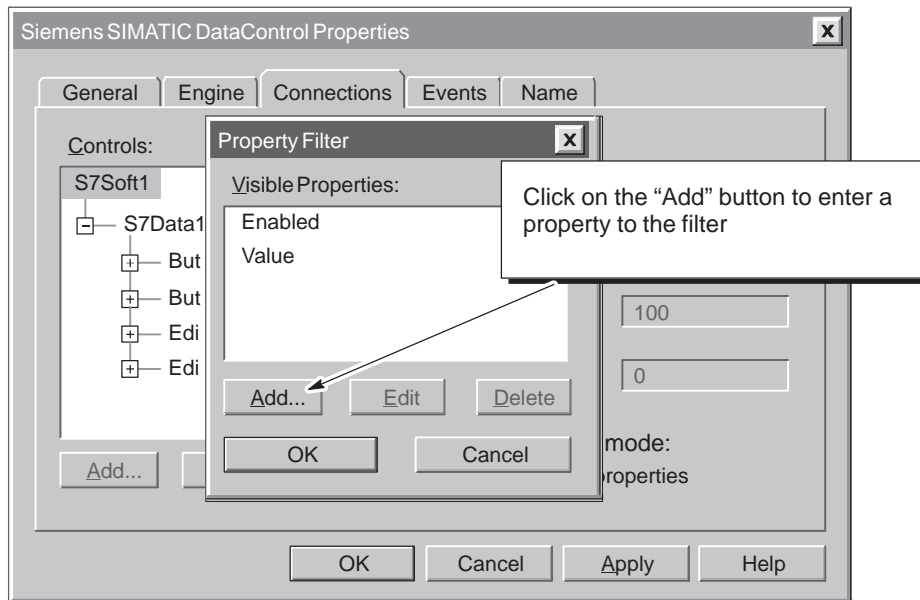 Siemens SIMATIC DataControl Properties
General Engine Connections Events Name
Controls:
S7Soft1
S7Data1
But
But
Edi
Edi
Add...
Property Filter
Visible Properties:
Enabled
Value
Add... Edit Delete
OK Cancel
Click on the “Add” button to enter a
property to the filter
100
0
mode:
properties
OK Cancel Apply Help